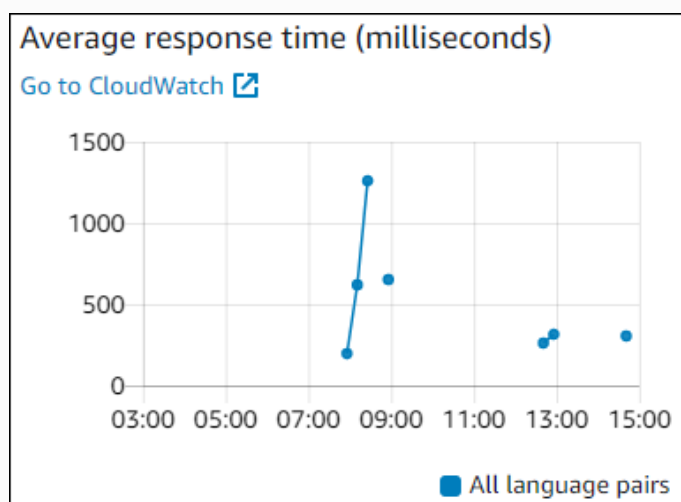 Average response time (milliseconds)
Go to CloudWatch
1500
1000
500
0
03:00 05:00 07:00 09:00 11:00 13:00 15:00
All language pairs